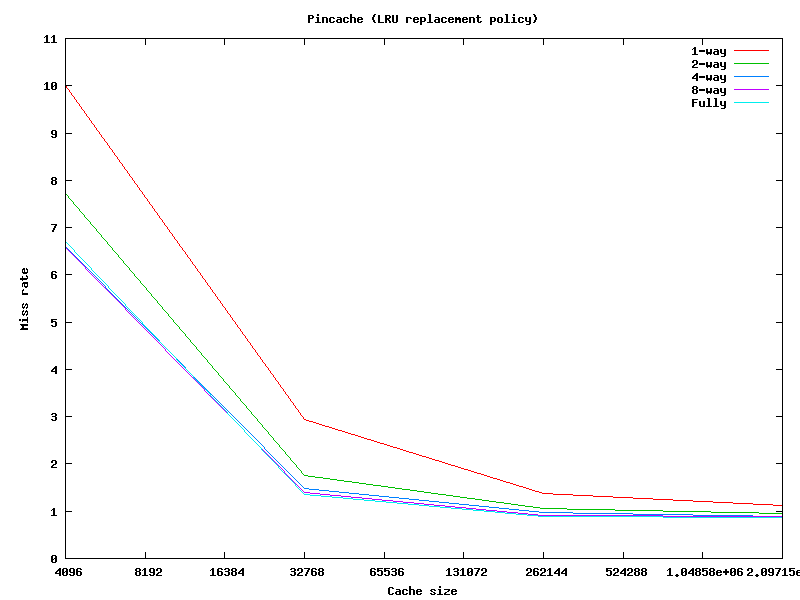 Pincache (LRU replacement policy)
11
1-way
2-way
4-way
8-way
Fully
10
9
8
7
6
5
4
3
2
1
0
Miss rate
4096 8192 16384 32768 65536 131072 262144 524288 1.04858e+06 2.09715e
Cache size